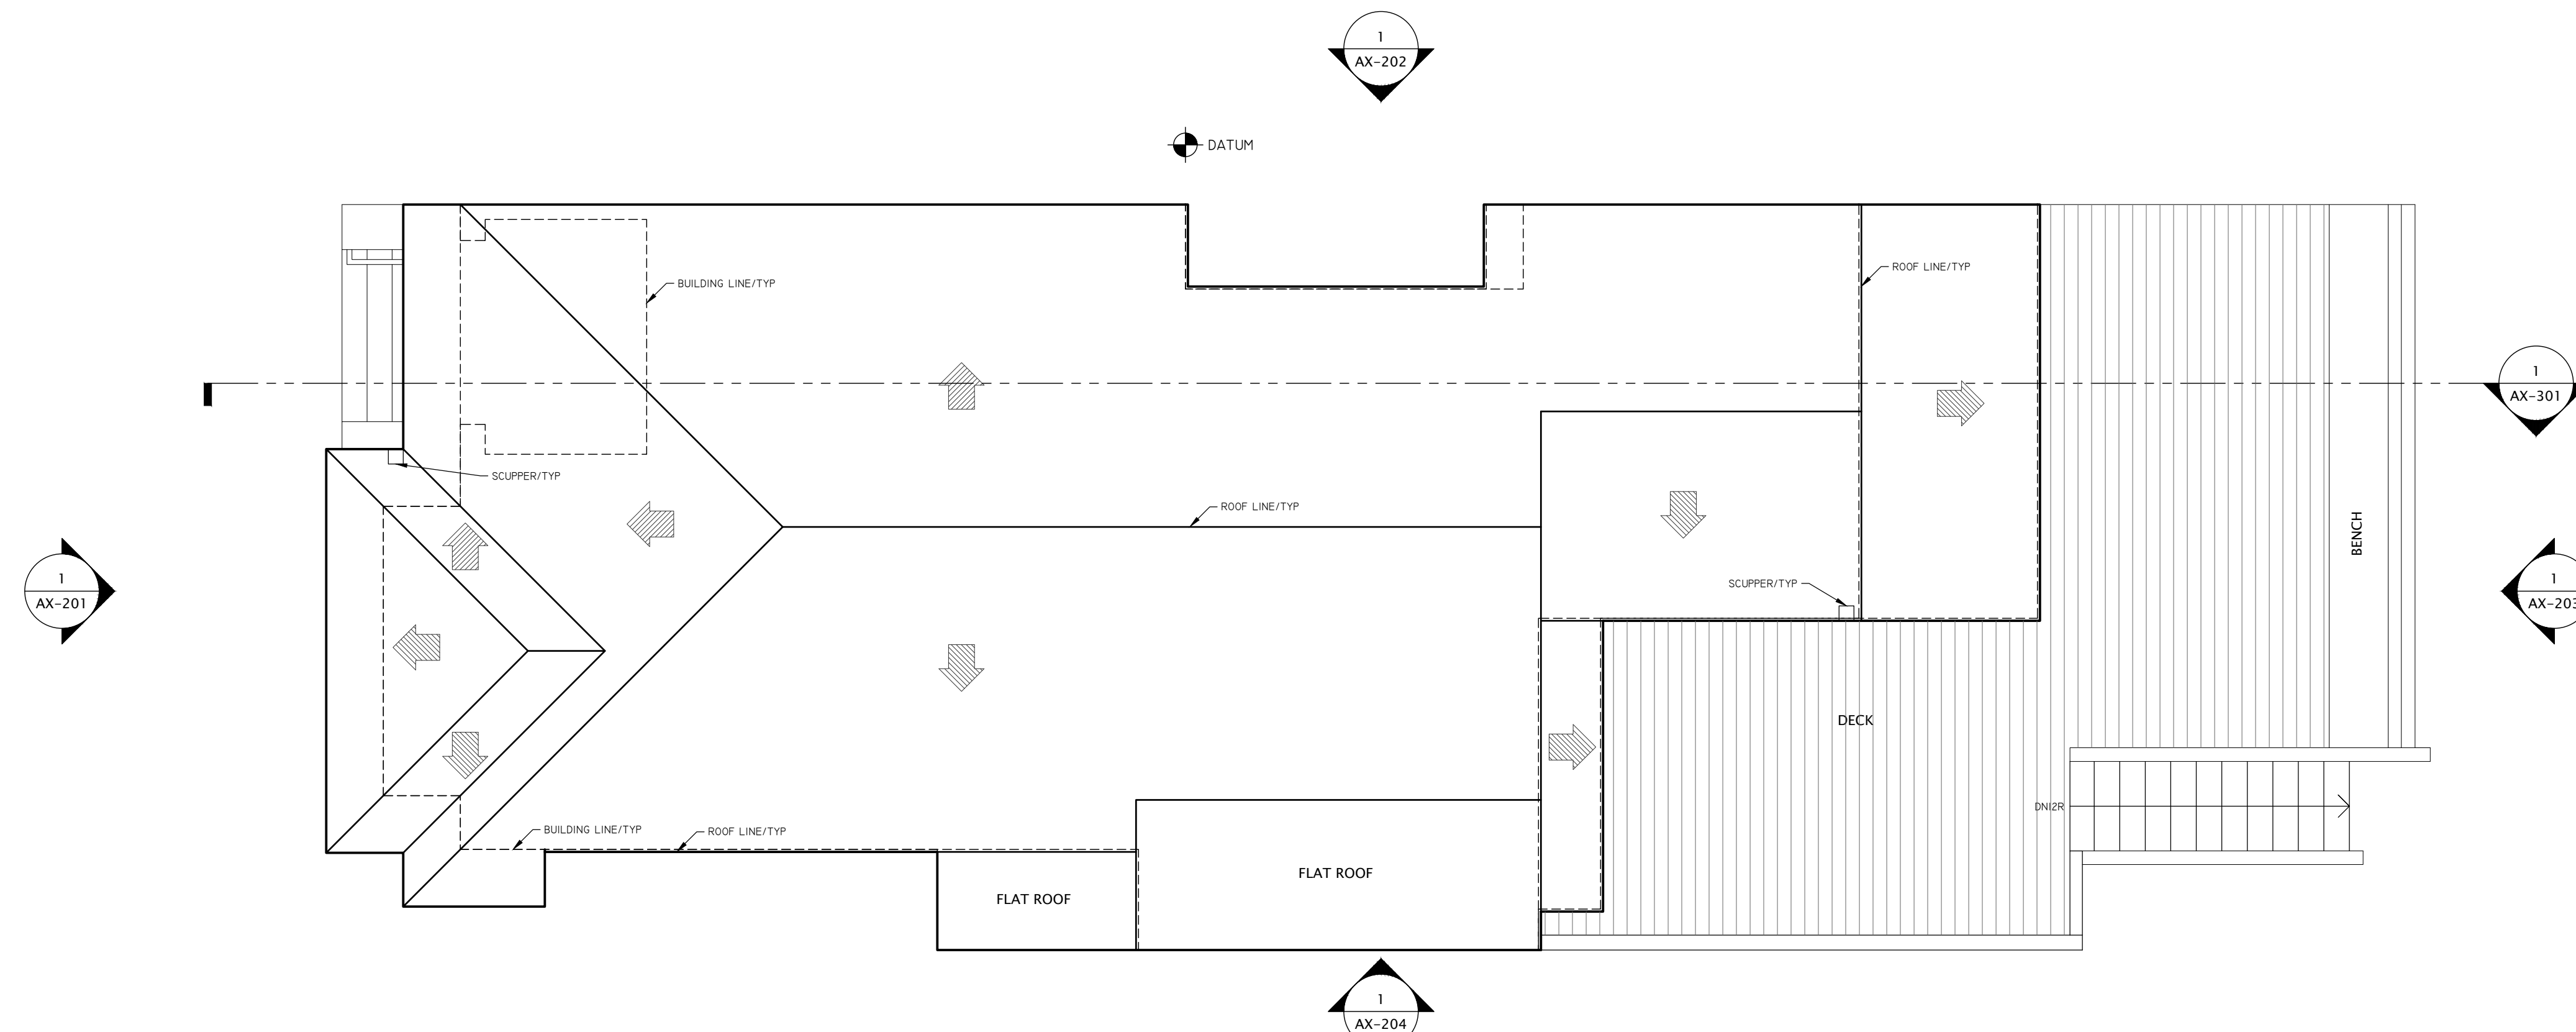 1
AX-202
DATUM
ROOF LINE/TYP
BUILDING LINE/TYP
1
AX-301
SCUPPER/TYP
ROOF LINE/TYP
BENCH
1
AX-201
SCUPPER/TYP
1
AX-203
DECK
DN12R
BUILDING LINE/TYP
ROOF LINE/TYP
FLAT ROOF
FLAT ROOF
1
AX-204